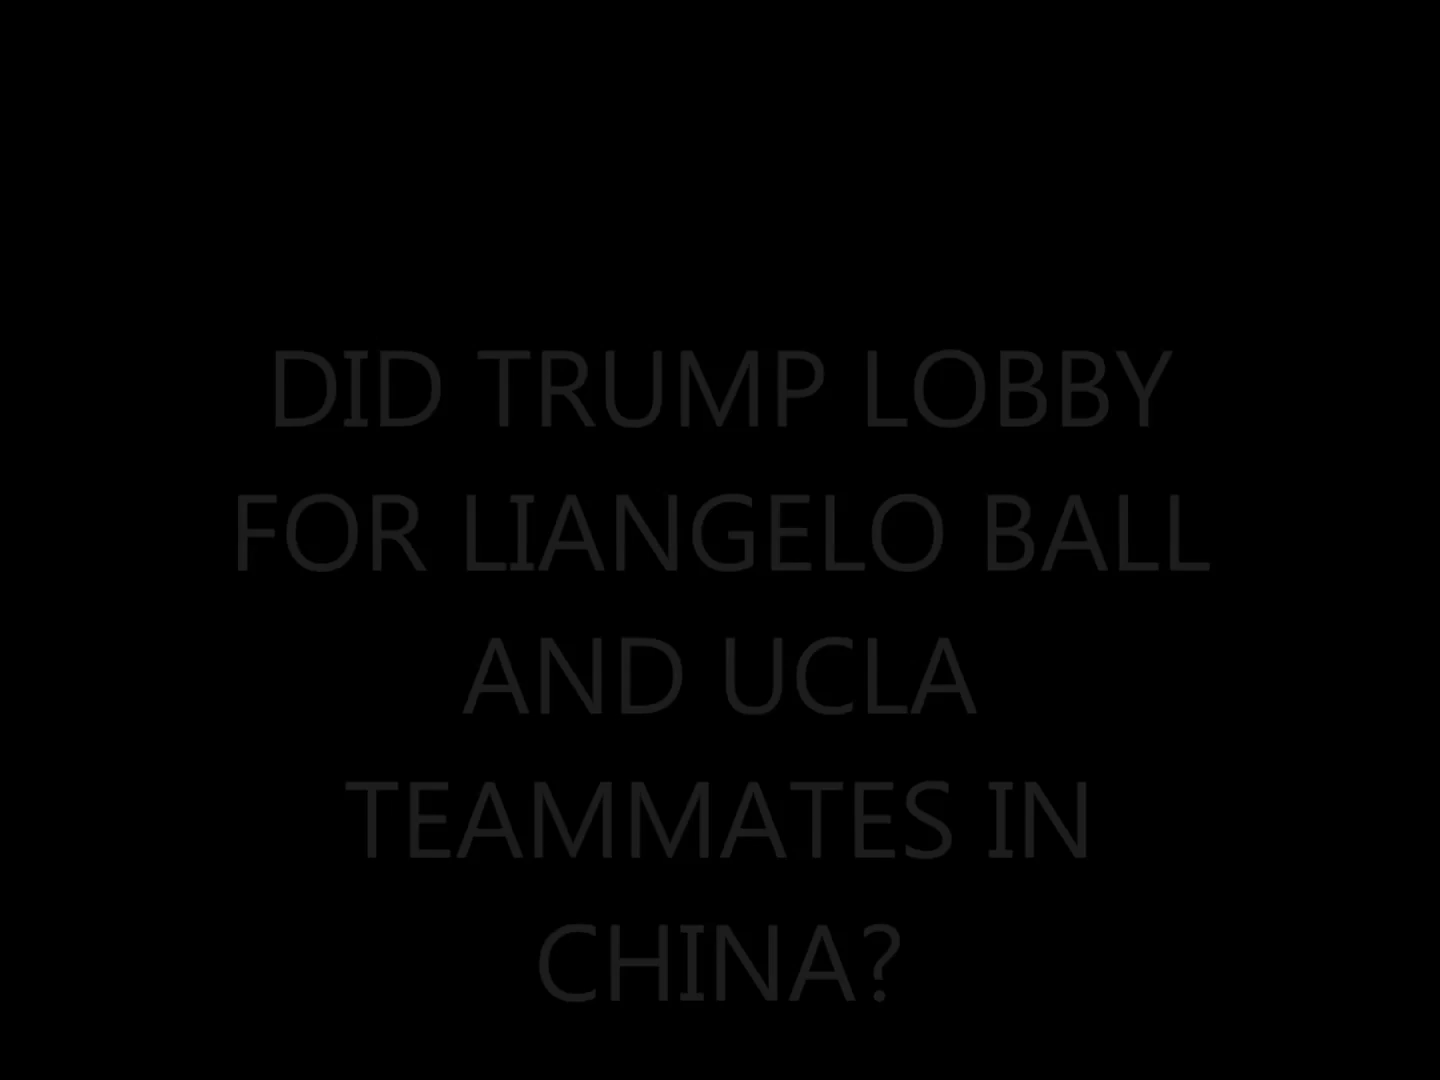 DID TRUMP LOBBY
FOR LIANGELO BALL
AND UCLA
TEAMMATES IN
CHINA?